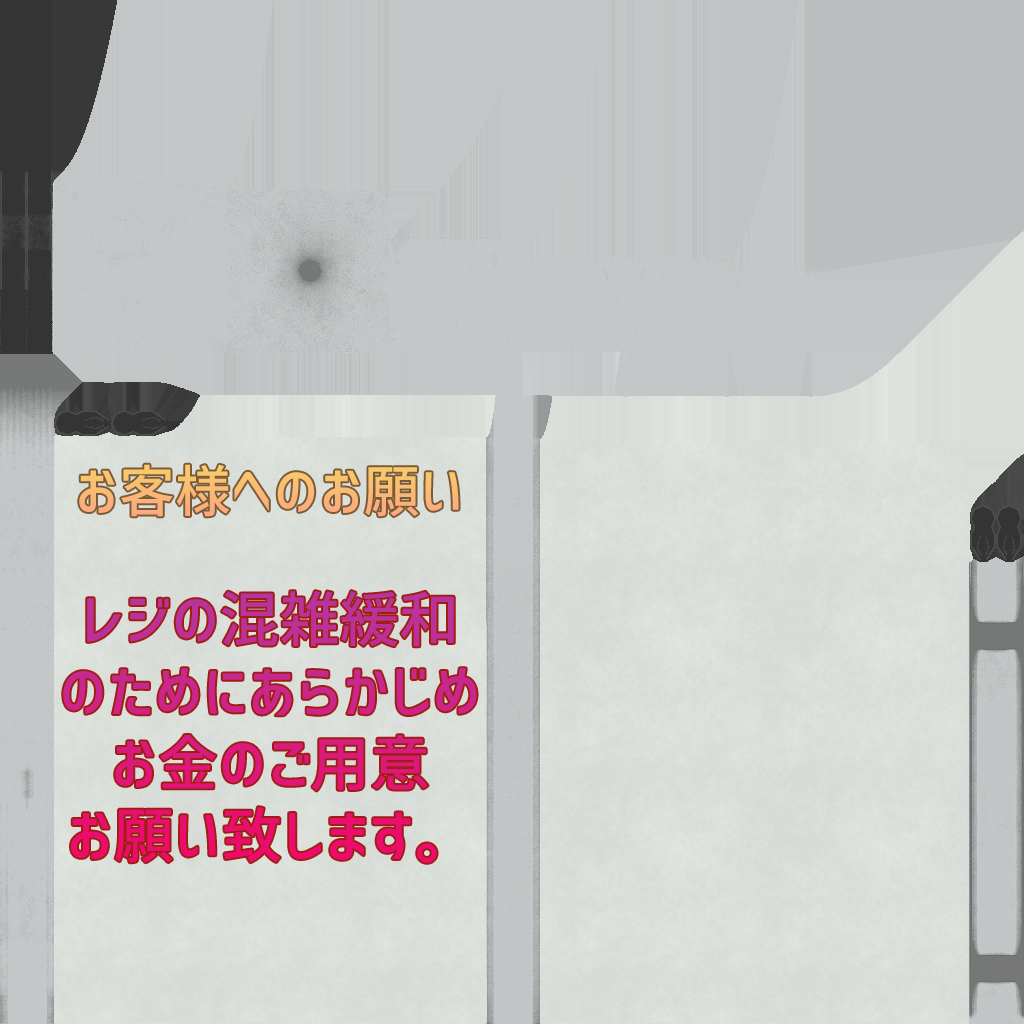 お客様へのお願い
レジの混雑緩和
のためにあらかじめ
お金のご用意
お願い致します。